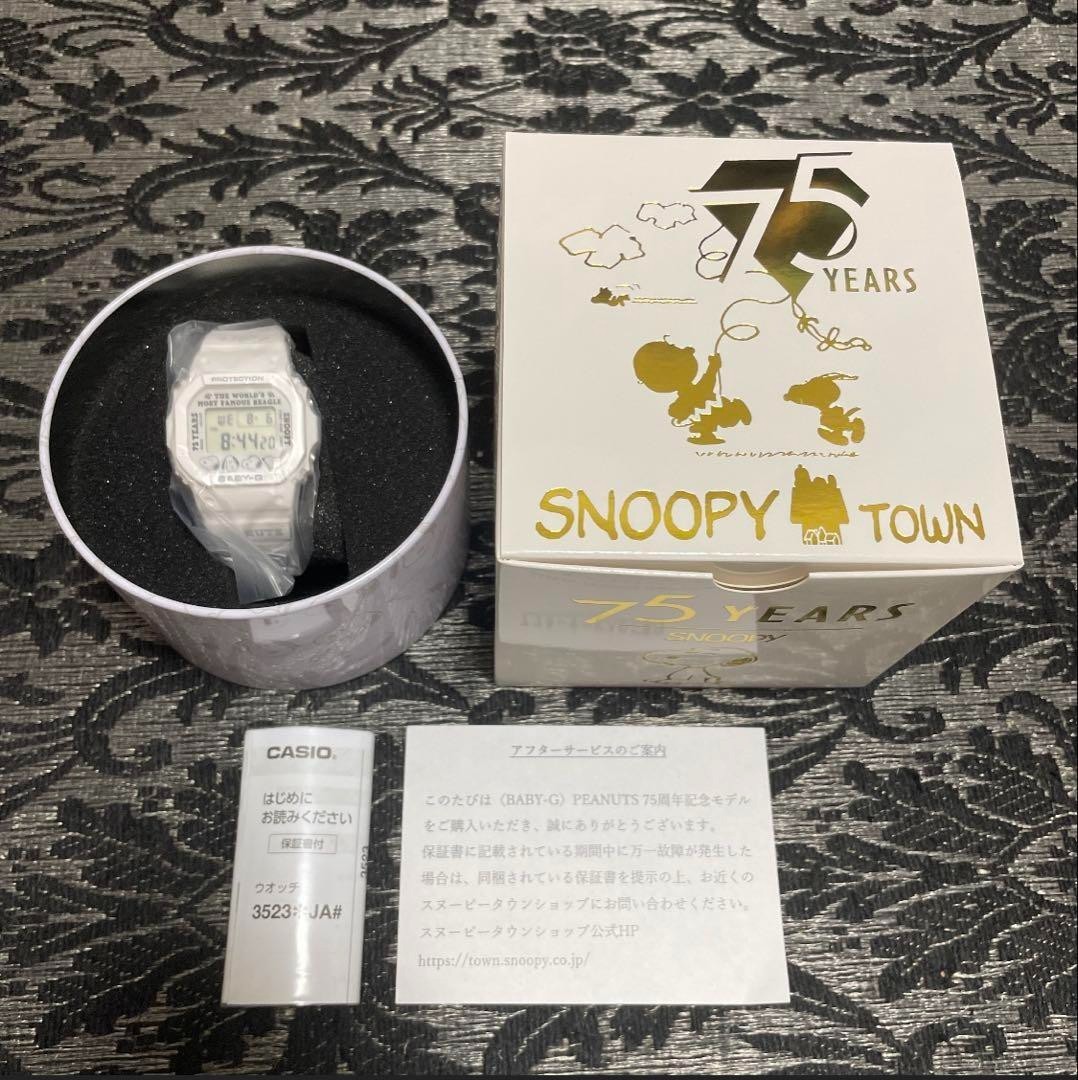 PROTECTION
THE WORLD'S
MOST FAMOUS BEAGLE
75 YEARS
SNOOPY
WE 8-6
8:44 20
BABY-G
75
YEARS
SNOOPY TOWN
75 YEARS
SNOOPY
CASIO
はじめに
お読みください
保証書付
ウオッチ
3523※JA#
アフターサービスのご案内
このたびは〈BABY-G〉PEANUTS 75周年記念モデル
をご購入いただき、誠にありがとうございます。
保証書に記載されている期間中に万一故障が発生した
場合は、同梱されている保証書を提示の上、お近くの
スヌーピータウンショップにお問い合わせください。
スヌーピータウンショップ公式HP
https://town.snoopy.co.jp/